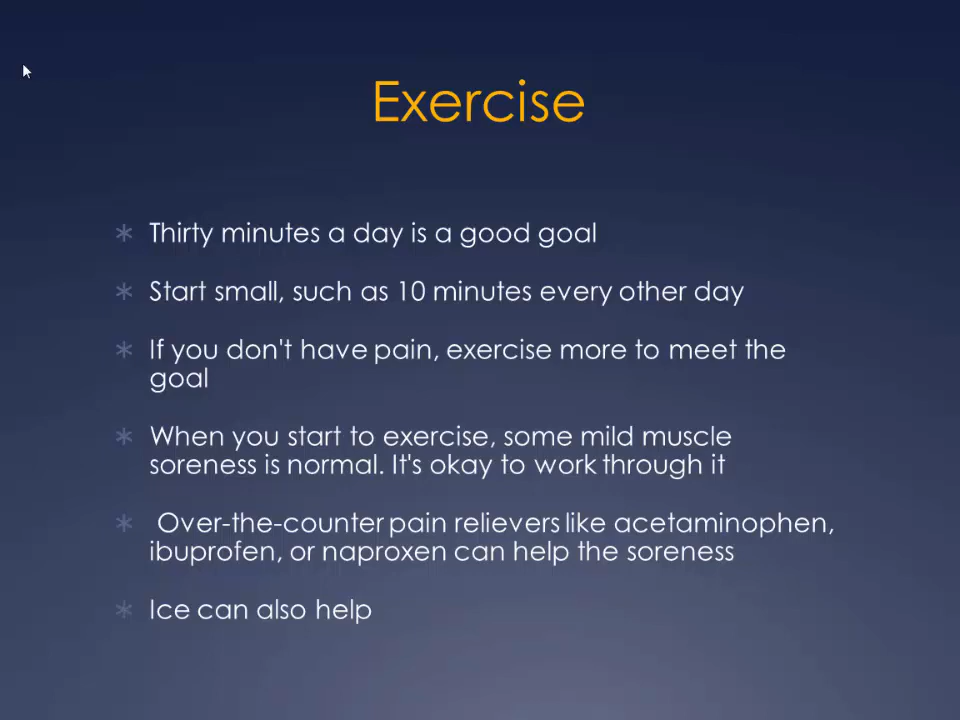 Exercise
Thirty minutes a day is a good goal
Start small, such as 10 minutes every other day
If you don't have pain, exercise more to meet the
goal
When you start to exercise, some mild muscle
soreness is normal. It's okay to work through it
Over-the-counter pain relievers like acetaminophen,
ibuprofen, or naproxen can help the soreness
Ice can also help